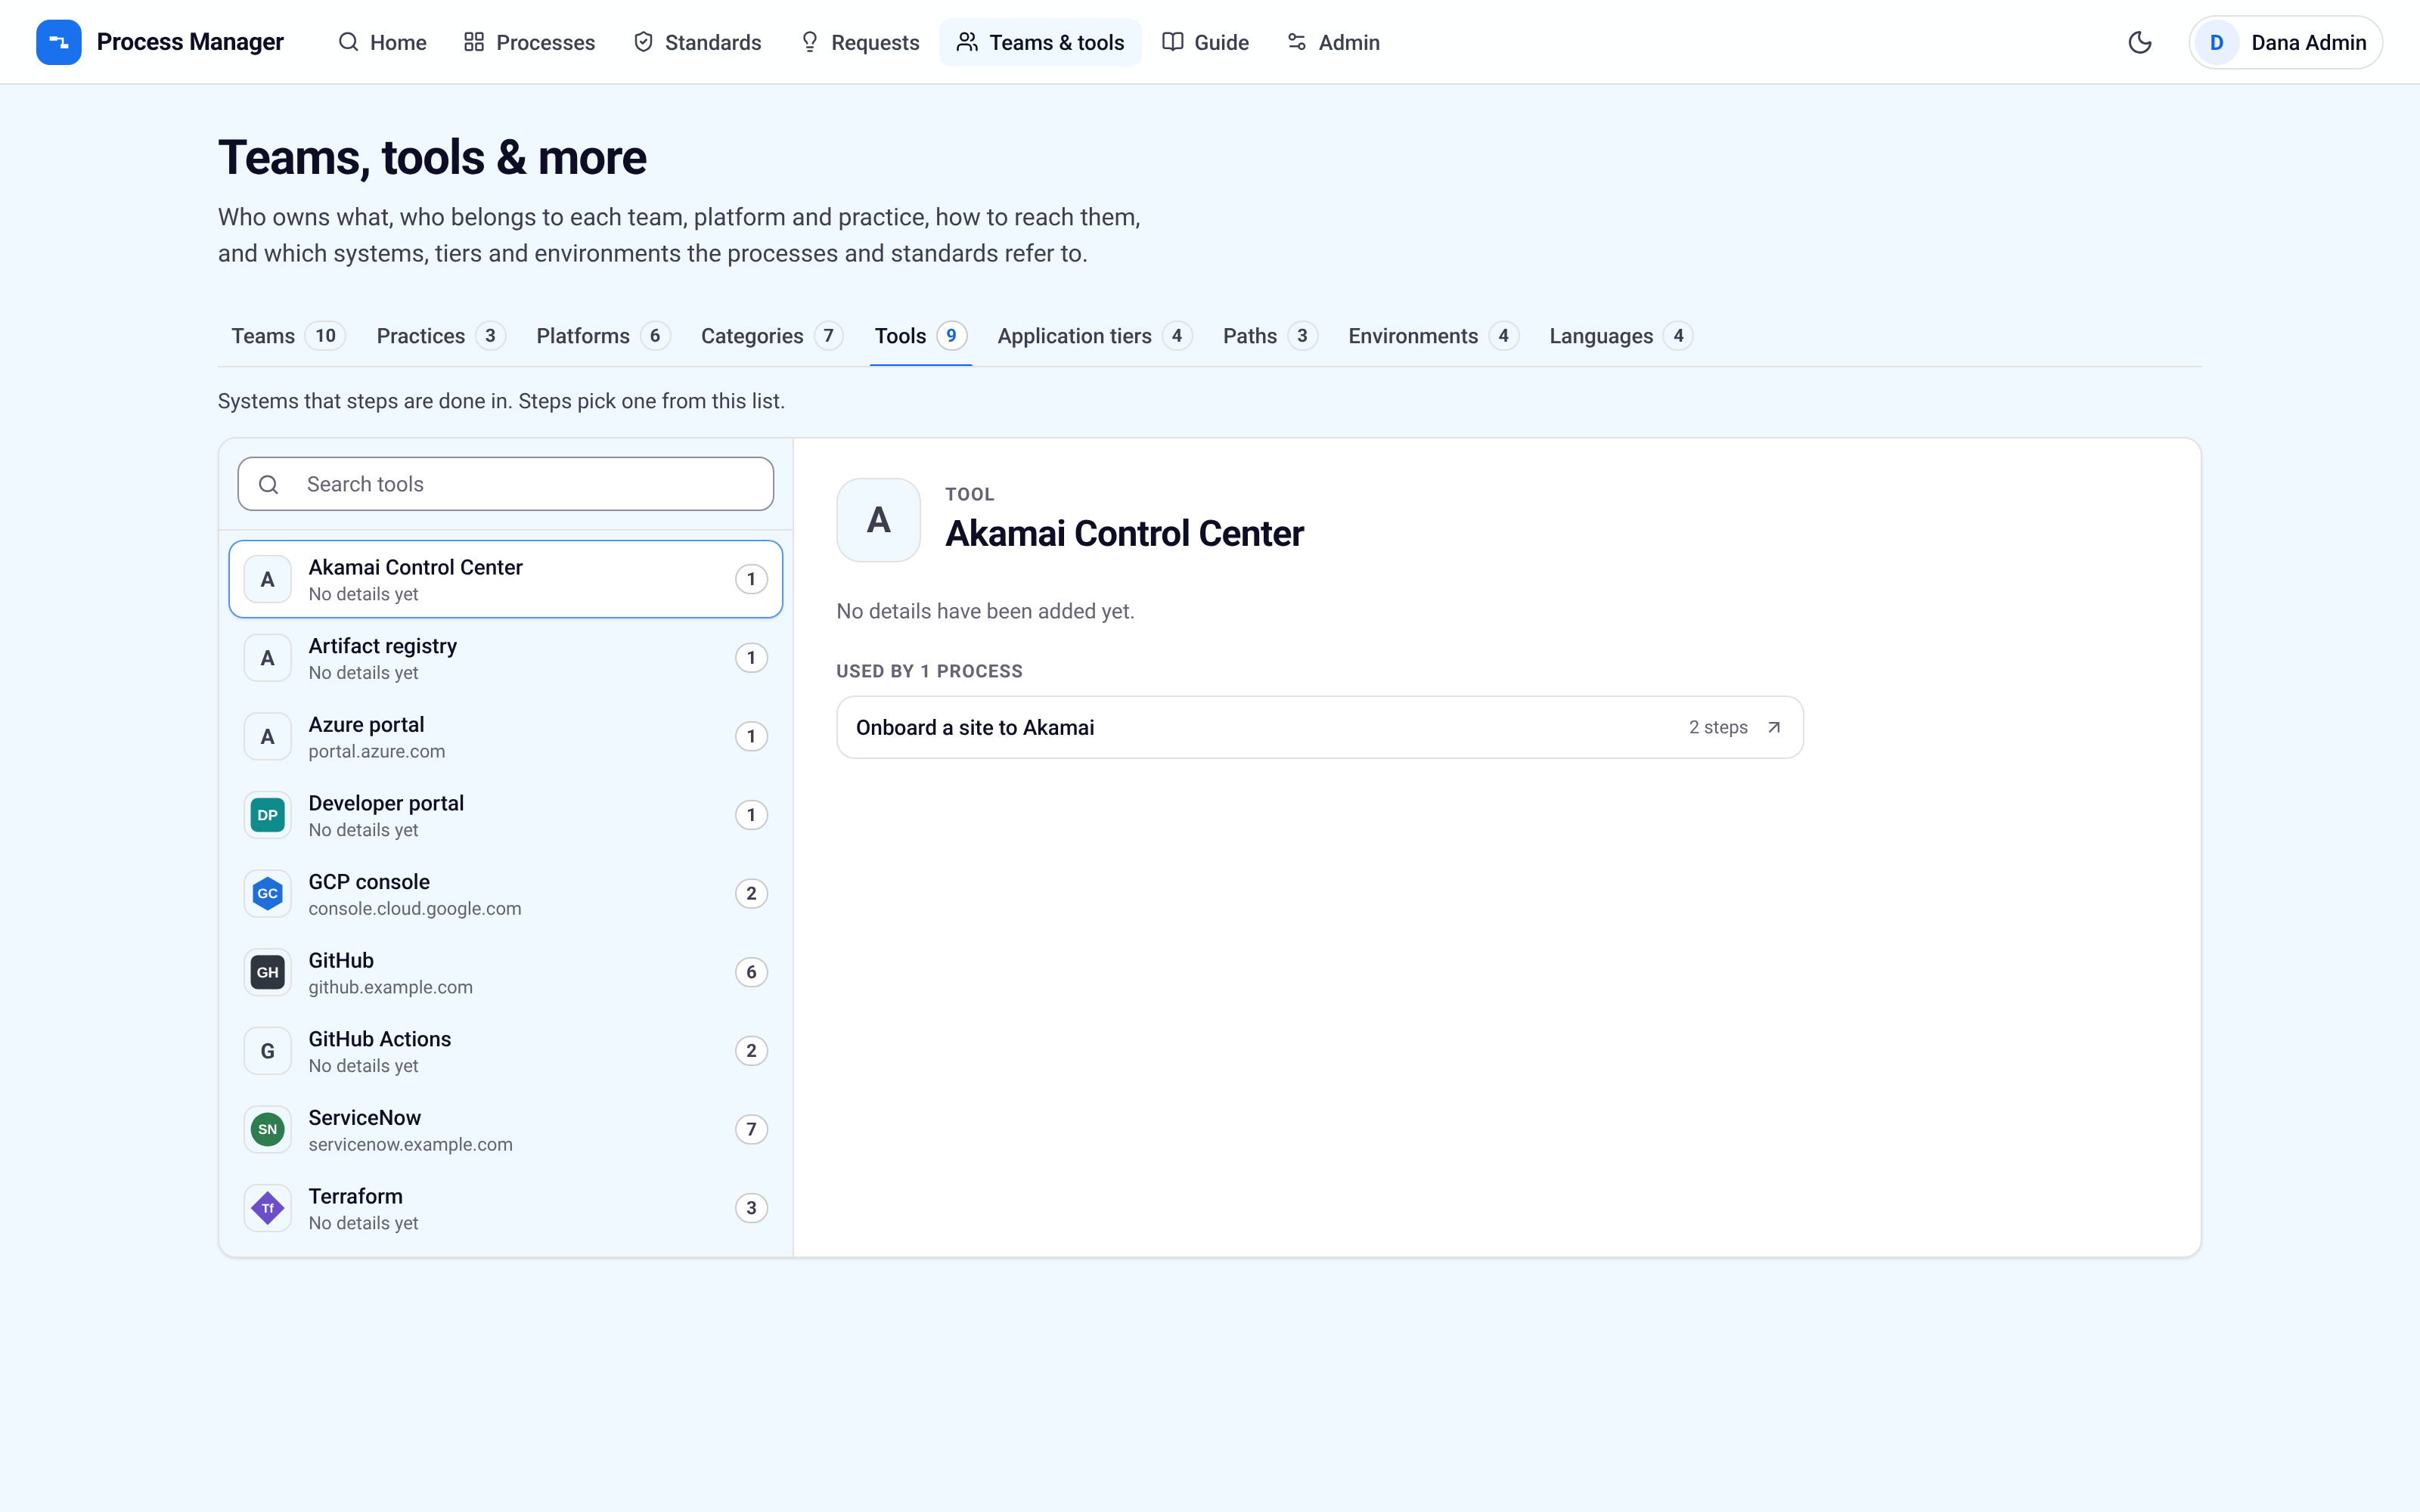 Process Manager
Home
Processes
Standards
Requests
Teams & tools
Guide
Admin
D
Dana Admin
Teams, tools & more
Who owns what, who belongs to each team, platform and practice, how to reach them,
and which systems, tiers and environments the processes and standards refer to.
Teams 10
Practices 3
Platforms 6
Categories 7
Tools 9
Application tiers 4
Paths 3
Environments 4
Languages 4
Systems that steps are done in. Steps pick one from this list.
Search tools
A
Akamai Control Center
No details yet
1
A
Artifact registry
No details yet
1
A
Azure portal
portal.azure.com
1
DP
Developer portal
No details yet
1
GC
GCP console
console.cloud.google.com
2
GH
GitHub
github.example.com
6
G
GitHub Actions
No details yet
2
SN
ServiceNow
servicenow.example.com
7
Tf
Terraform
No details yet
3
A
TOOL
Akamai Control Center
No details have been added yet.
USED BY 1 PROCESS
Onboard a site to Akamai
2 steps